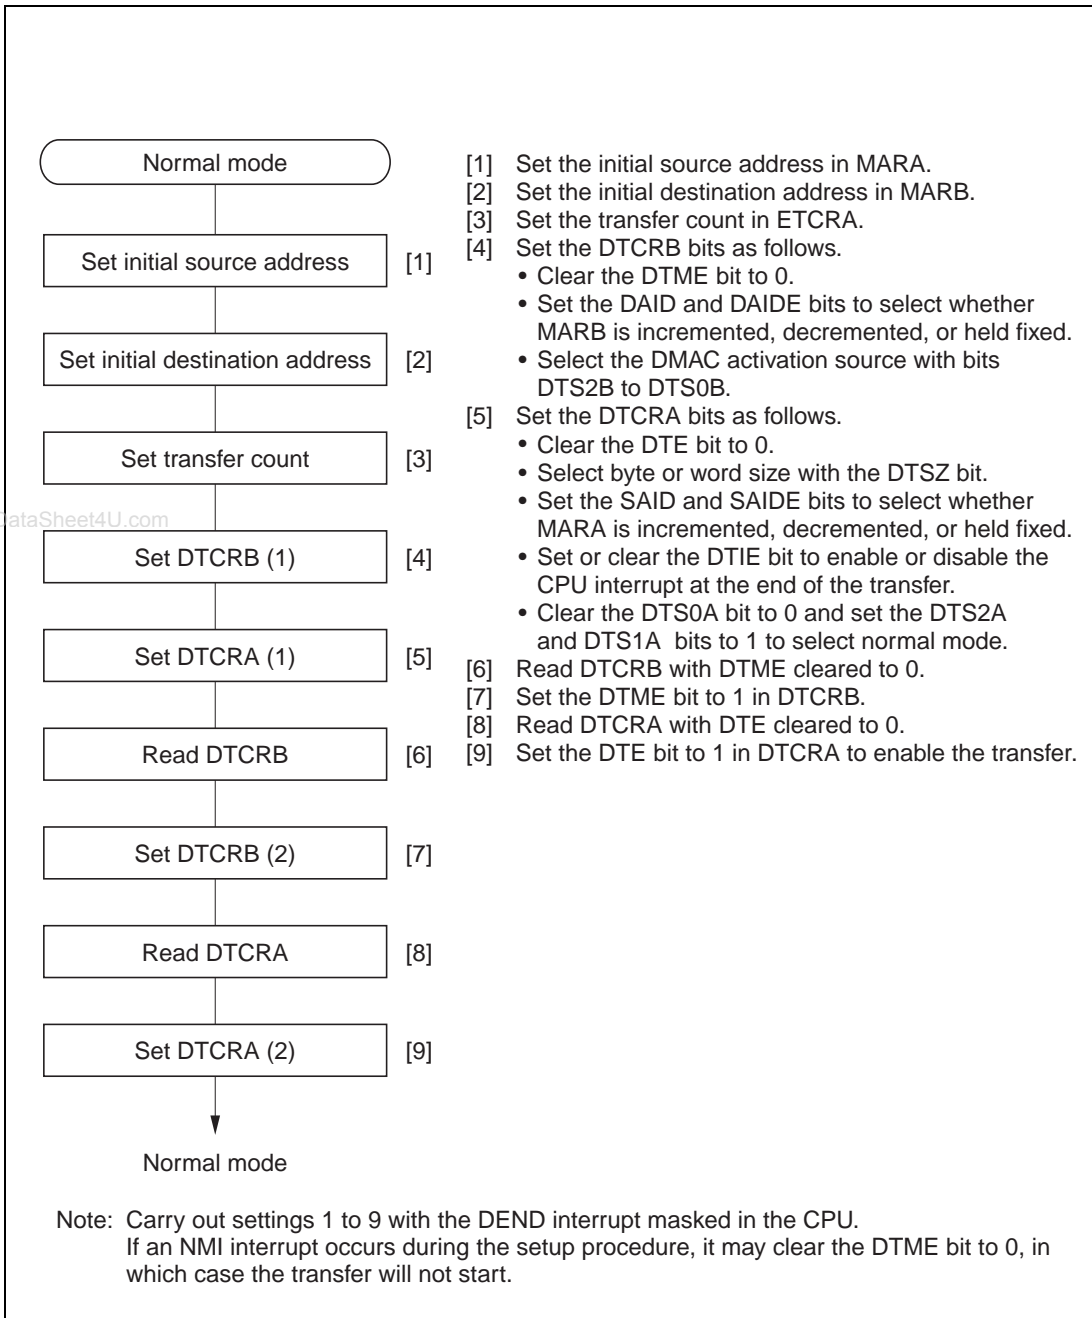 Normal mode
Set initial source address [1]
Set initial destination address [2]
Set transfer count [3]
Set DTCRB (1) [4]
Set DTCRA (1) [5]
Read DTCRB [6]
Set DTCRB (2) [7]
Read DTCRA [8]
Set DTCRA (2) [9]
Normal mode
[1] Set the initial source address in MARA.
[2] Set the initial destination address in MARB.
[3] Set the transfer count in ETCRA.
[4] Set the DTCRB bits as follows.
• Clear the DTME bit to 0.
• Set the DAID and DAIDE bits to select whether
MARB is incremented, decremented, or held fixed.
• Select the DMAC activation source with bits
DTS2B to DTS0B.
[5] Set the DTCRA bits as follows.
• Clear the DTE bit to 0.
• Select byte or word size with the DTSZ bit.
• Set the SAID and SAIDE bits to select whether
MARA is incremented, decremented, or held fixed.
• Set or clear the DTIE bit to enable or disable the
CPU interrupt at the end of the transfer.
• Clear the DTS0A bit to 0 and set the DTS2A
and DTS1A bits to 1 to select normal mode.
[6] Read DTCRB with DTME cleared to 0.
[7] Set the DTME bit to 1 in DTCRB.
[8] Read DTCRA with DTE cleared to 0.
[9] Set the DTE bit to 1 in DTCRA to enable the transfer.
ataSheet4U.com
Note: Carry out settings 1 to 9 with the DEND interrupt masked in the CPU.
If an NMI interrupt occurs during the setup procedure, it may clear the DTME bit to 0, in
which case the transfer will not start.